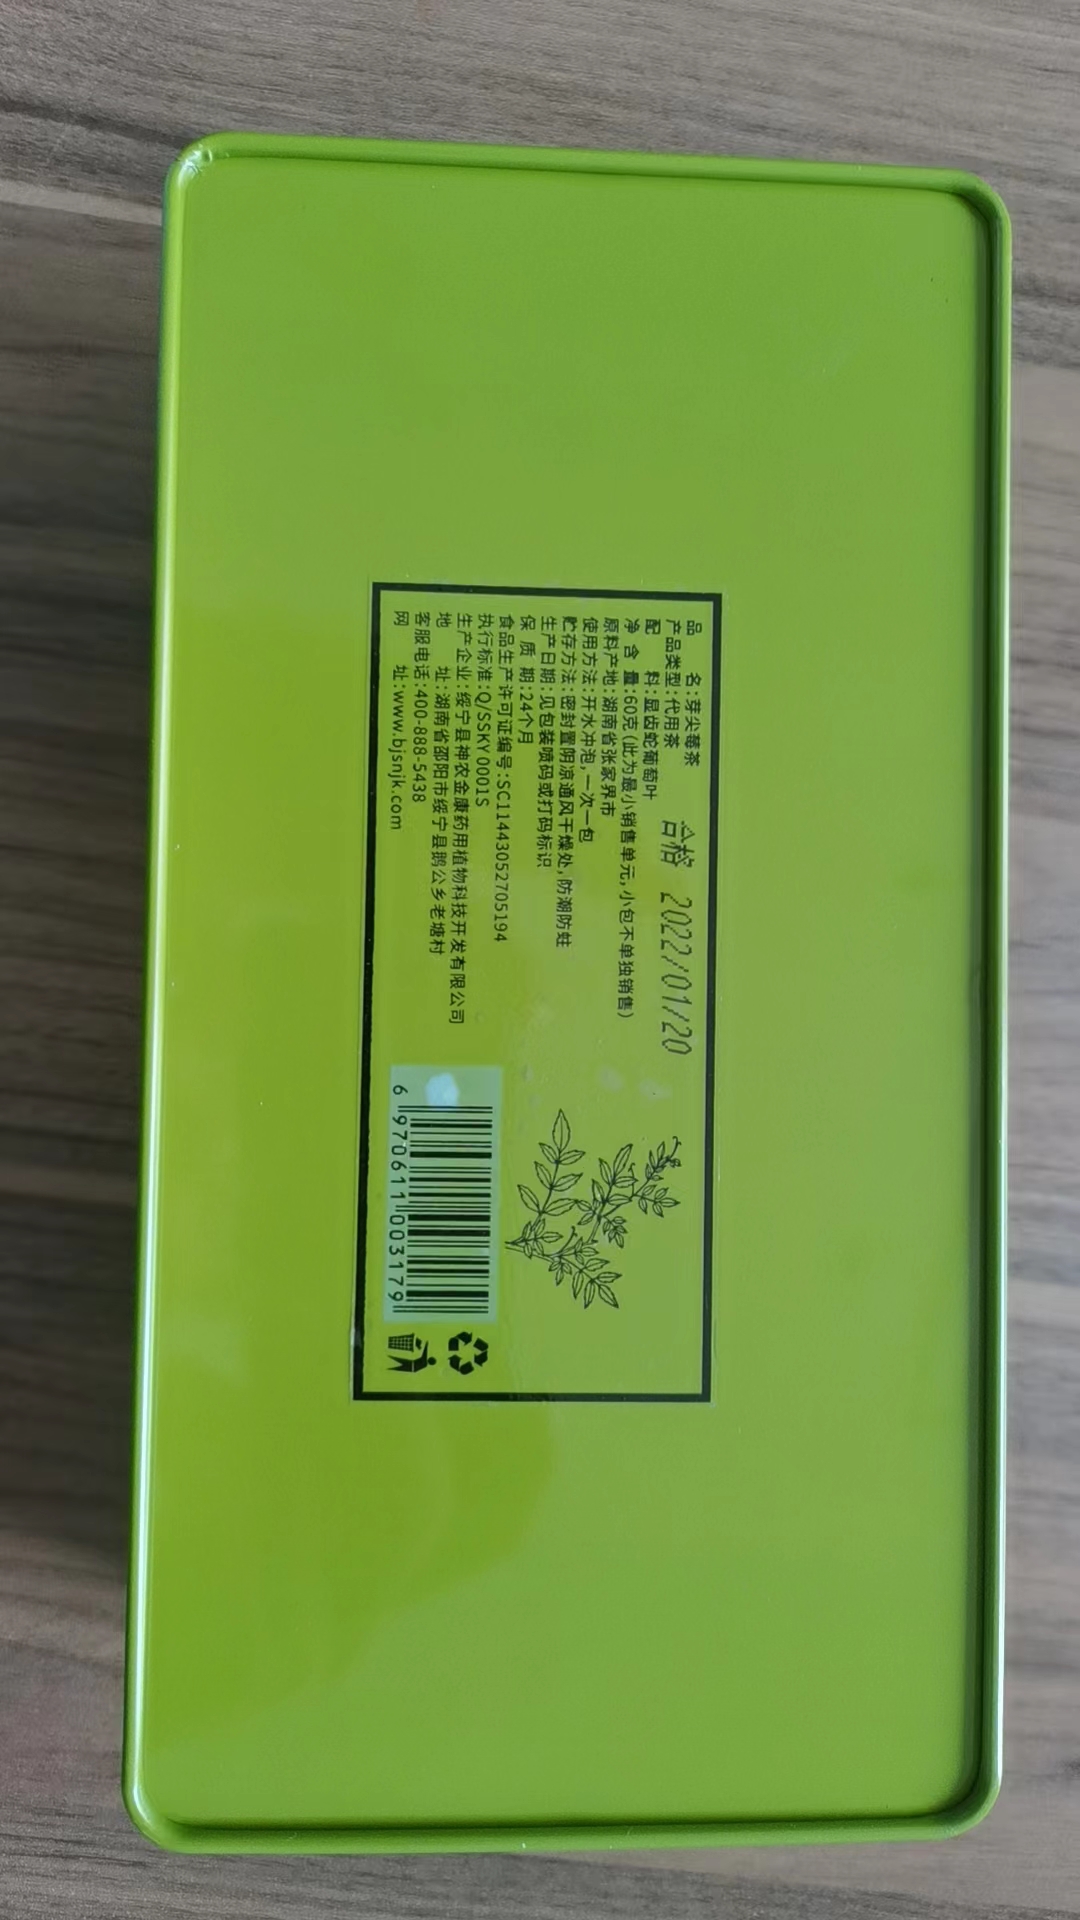 品 名:芽尖莓茶
产品类型:代用茶
合格 2022/01/20
配 料:显齿蛇葡萄叶
净 含 量:60克(此为最小销售单元,小包不单独销售)
原料产地:湖南省张家界市
使用方法:开水冲泡,一次一包
贮存方法:密封置阴凉通风干燥处,防潮防蛀
生产日期:见包装喷码或打码标识
保 质 期:24个月
食品生产许可证编号:SC11443052705194
执行标准:Q/SSKY0001S
生产企业:绥宁县神农金康药用植物科技开发有限公司
地 址:湖南省邵阳市绥宁县鹅公乡老塘村
客服电话:400-888-5438
网 址:www.bjsnjk.com
6 970611 003179